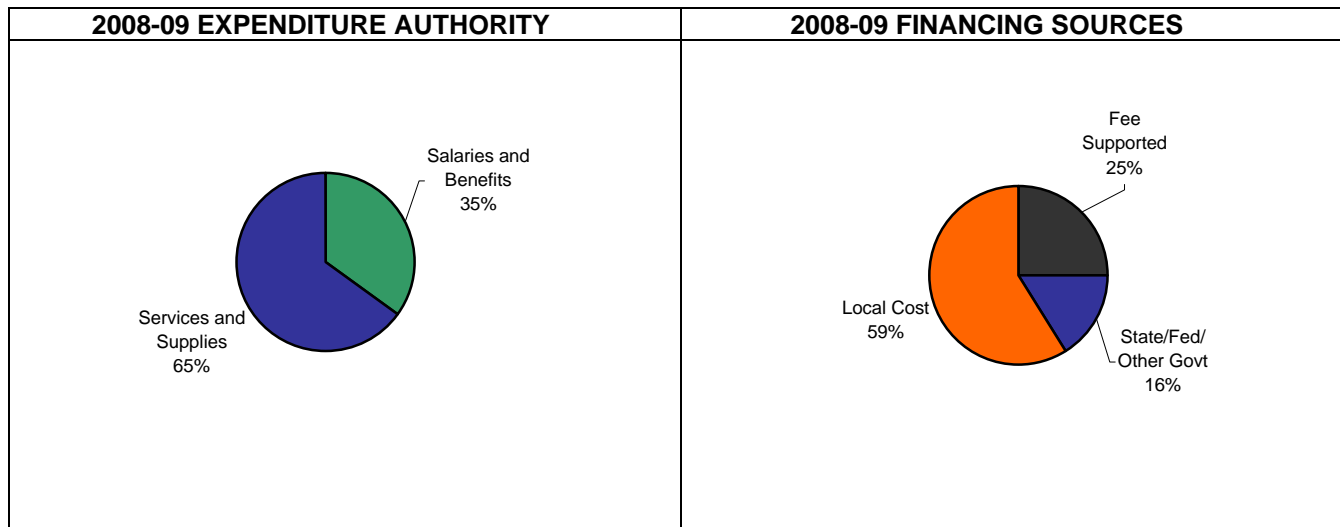 2008-09 EXPENDITURE AUTHORITY
Salaries and
Benefits
35%
Services and
Supplies
65%
2008-09 FINANCING SOURCES
Fee
Supported
25%
Local Cost
59%
State/Fed/
Other Govt
16%